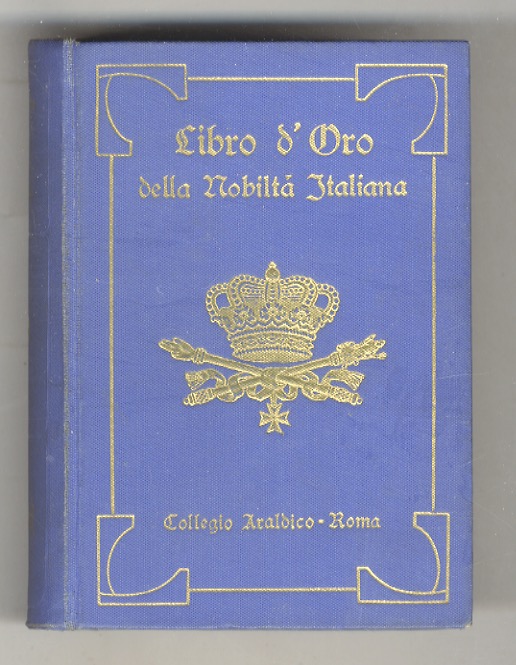 Libro d'Oro
della Nobiltà Italiana
Collegio Araldico - Roma